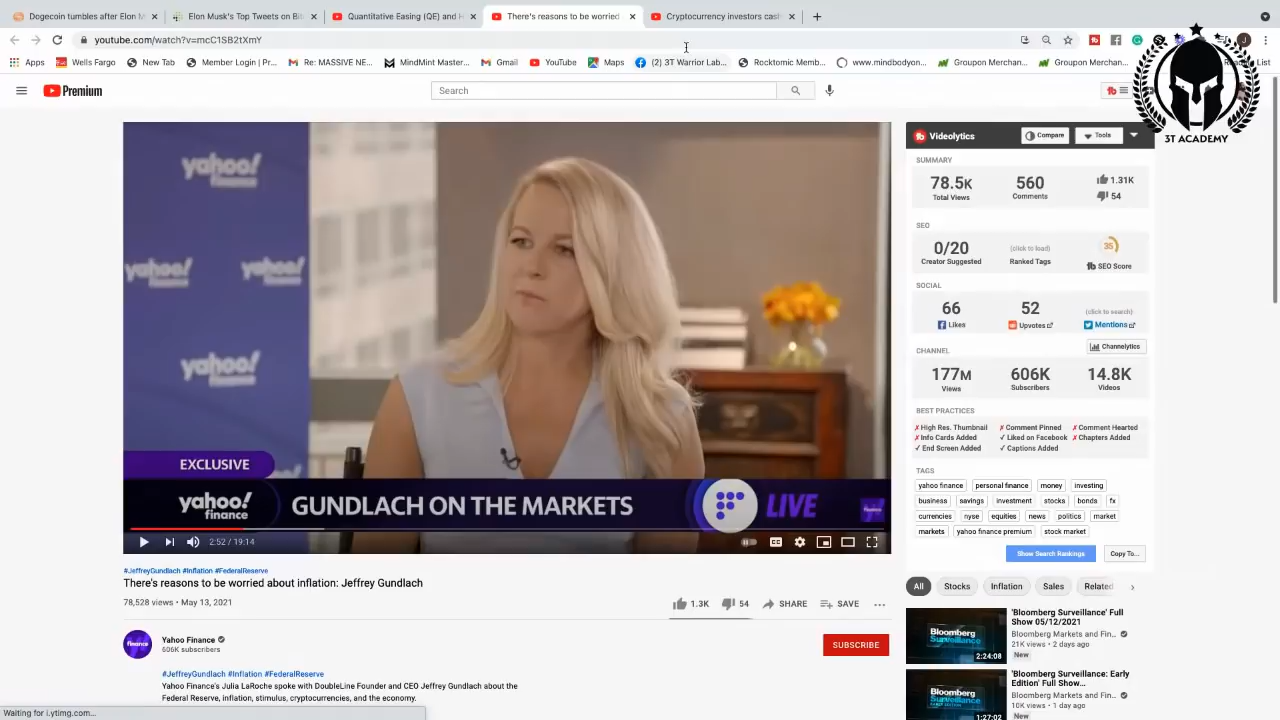 Dogecoin tumbles after Elon M
Elon Musk's Top Tweets on Bit
Quantitative Easing (QE) and H
There's reasons to be worried
Cryptocurrency investors cash
youtube.com/watch?v=mcC1SB2tXmY
Apps
Wells Fargo
New Tab
Member Login | Pr...
Re: MASSIVE NE...
MindMint Master...
Gmail
YouTube
Maps
(2) 3T Warrior Lab...
Rocktomic Memb...
www.mindbodyon...
Groupon Merchan...
Groupon Merchan...
List
3T ACADEMY
Premium
Search
yahoo!
finance
yahoo!
yahoo!
finance
EXCLUSIVE
yahoo!
finance
GUNDLACH ON THE MARKETS
LIVE
2:52 / 19:14
#JeffreyGundlach #Inflation #FederalReserve
There's reasons to be worried about inflation: Jeffrey Gundlach
78,528 views • May 13, 2021
1.3K
54
SHARE
SAVE
Yahoo Finance
606K subscribers
SUBSCRIBE
#JeffreyGundlach #Inflation #FederalReserve
Yahoo Finance's Julia LaRoche spoke with DoubleLine Founder and CEO Jeffrey Gundlach about the
Federal Reserve, inflation, stimulus, cryptocurrencies, and the economy.
Waiting for i.ytimg.com...
Videolytics
Compare
Tools
SUMMARY
78.5K
560
1.31K
Total Views
Comments
54
SEO
0/20
(click to load)
35
Creator Suggested
Ranked Tags
SEO Score
SOCIAL
66
52
(click to search)
Likes
Upvotes
Mentions
CHANNEL
Channelytics
177M
606K
14.8K
Views
Subscribers
Videos
BEST PRACTICES
✗ High Res. Thumbnail
✗ Comment Pinned
✗ Comment Hearted
✗ Info Cards Added
✓ Liked on Facebook
✗ Chapters Added
✓ End Screen Added
✓ Captions Added
TAGS
yahoo finance
personal finance
money
investing
business
savings
investment
stocks
bonds
fx
currencies
nyse
equities
news
politics
market
markets
yahoo finance premium
stock market
Show Search Rankings
Copy To...
All
Stocks
Inflation
Sales
Related
'Bloomberg Surveillance' Full
Show 05/12/2021
Bloomberg Markets and Fin...
21K views • 2 days ago
New
Bloomberg
Surveillance
2:24:08
'Bloomberg Surveillance: Early
Edition' Full Show...
Bloomberg Markets and Fin...
10K views • 1 day ago
New
Bloomberg
Surveillance
1:27:02